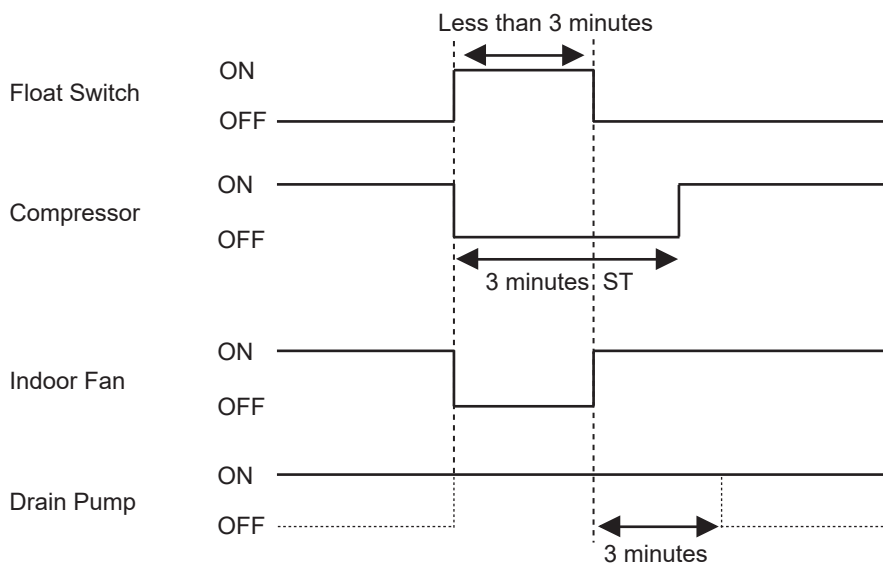 Less than 3 minutes
ON
Float Switch
OFF
ON
Compressor
OFF
3 minutes ST
ON
Indoor Fan
OFF
ON
Drain Pump
OFF
3 minutes